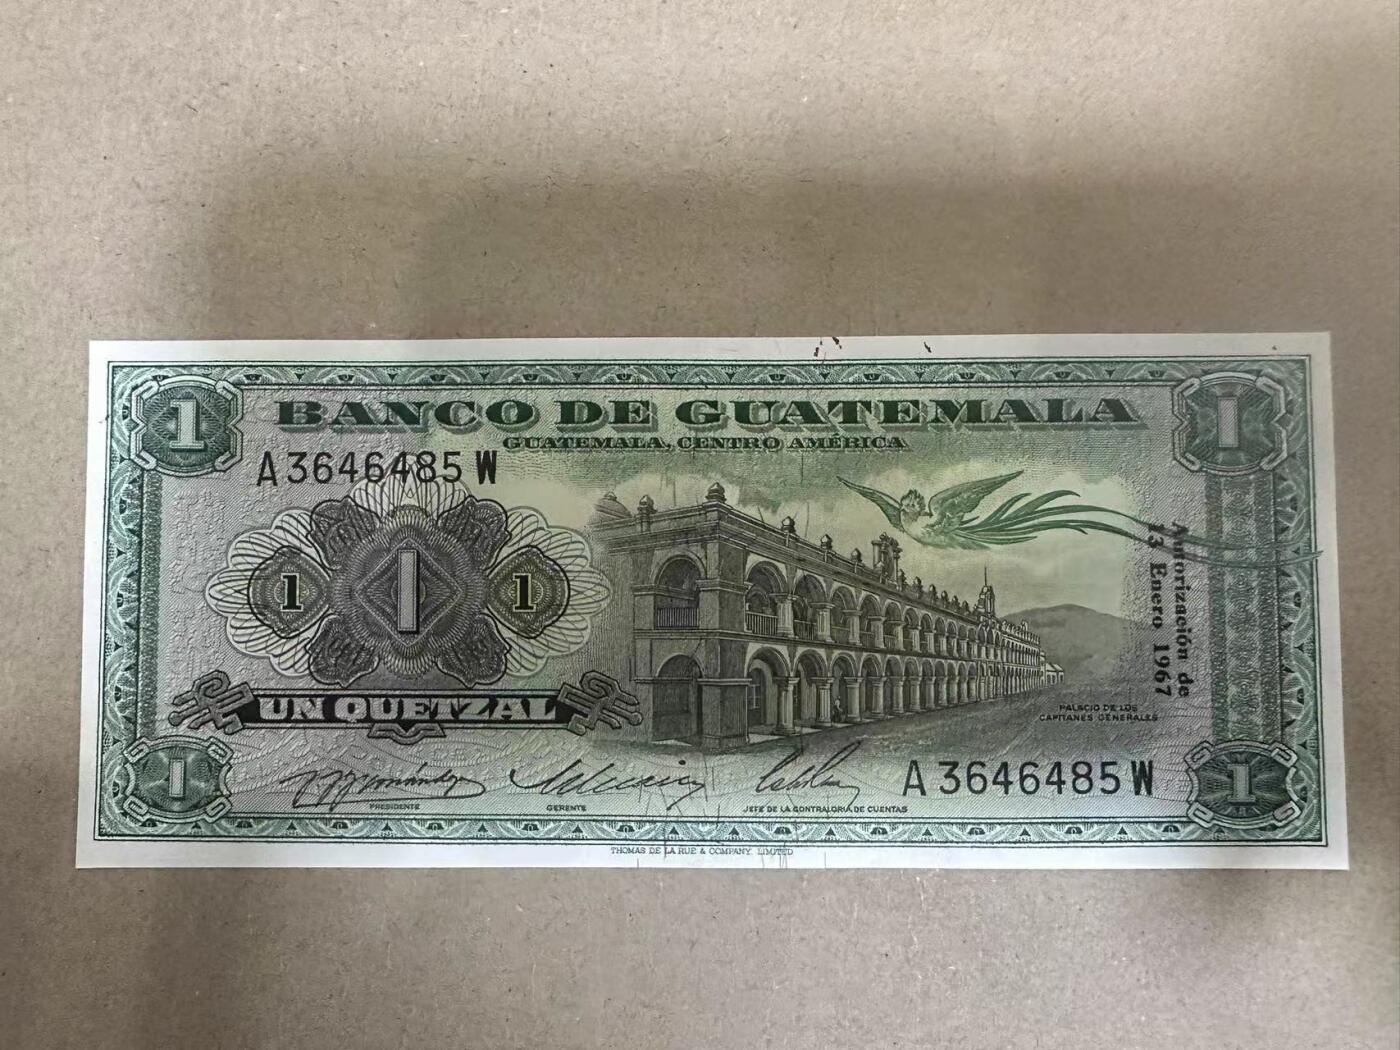 1
BANCO DE GUATEMALA
1
GUATEMALA, CENTRO AMÉRICA
A3646485W
1
1
1
UN QUETZAL
Autorización de
13 Enero 1967
PALACIO DE LOS
CAPITANES GENERALES
A3646485W
1
PRESIDENTE
GERENTE
JEFE DE LA CONTRALORIA DE CUENTAS
1
THOMAS DE LA RUE & COMPANY, LIMITED